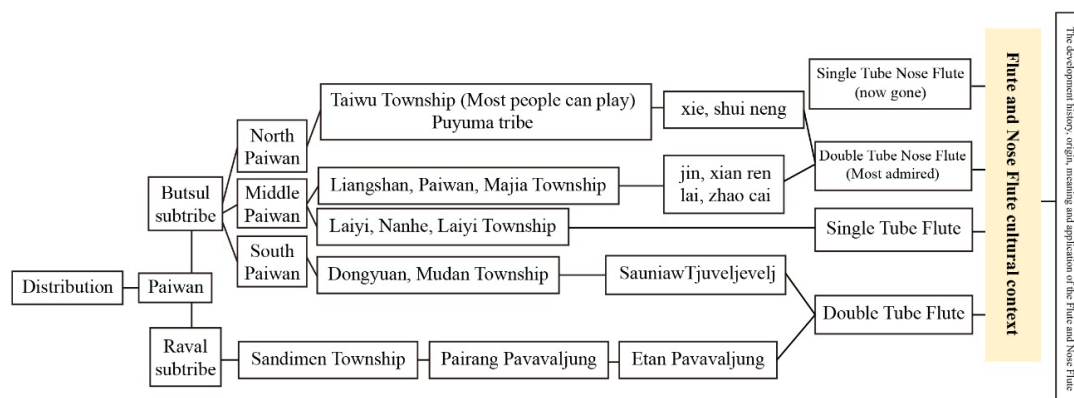 Distribution
Paiwan
Butsul
subtribe
Raval
subtribe
North
Paiwan
Middle
Paiwan
South
Paiwan
Taiwu Township (Most people can play)
Puyuma tribe
Liangshan, Paiwan, Majia Township
Laiyi, Nanhe, Laiyi Township
Dongyuan, Mudan Township
Sandimen Township
Pairang Pavavaljung
Etan Pavavaljung
xie, shui neng
jin, xian ren
lai, zhao cai
SauniawTjuveljevelj
Single Tube Nose Flute
(now gone)
Double Tube Nose Flute
(Most admired)
Single Tube Flute
Double Tube Flute
Flute and Nose Flute cultural context
The development history, origin, meaning and application of the Flute and Nose Flute